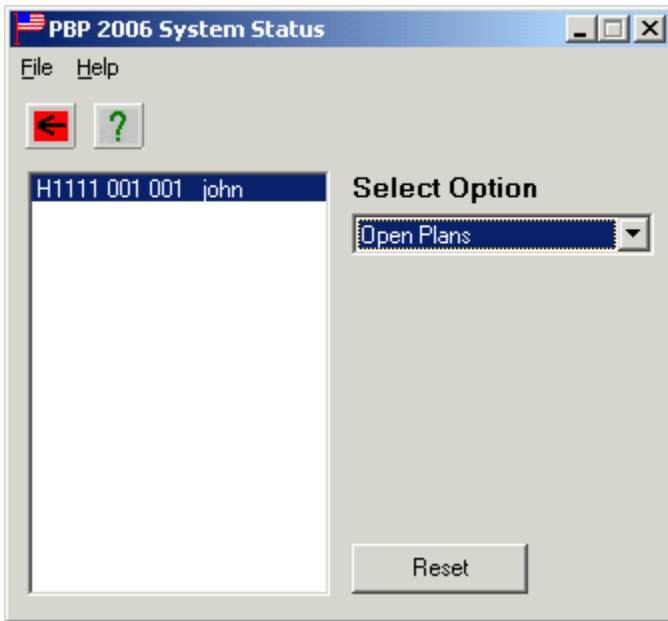 PBP 2006 System Status
File Help
?
H1111 001 001 john
Select Option
Open Plans
Reset